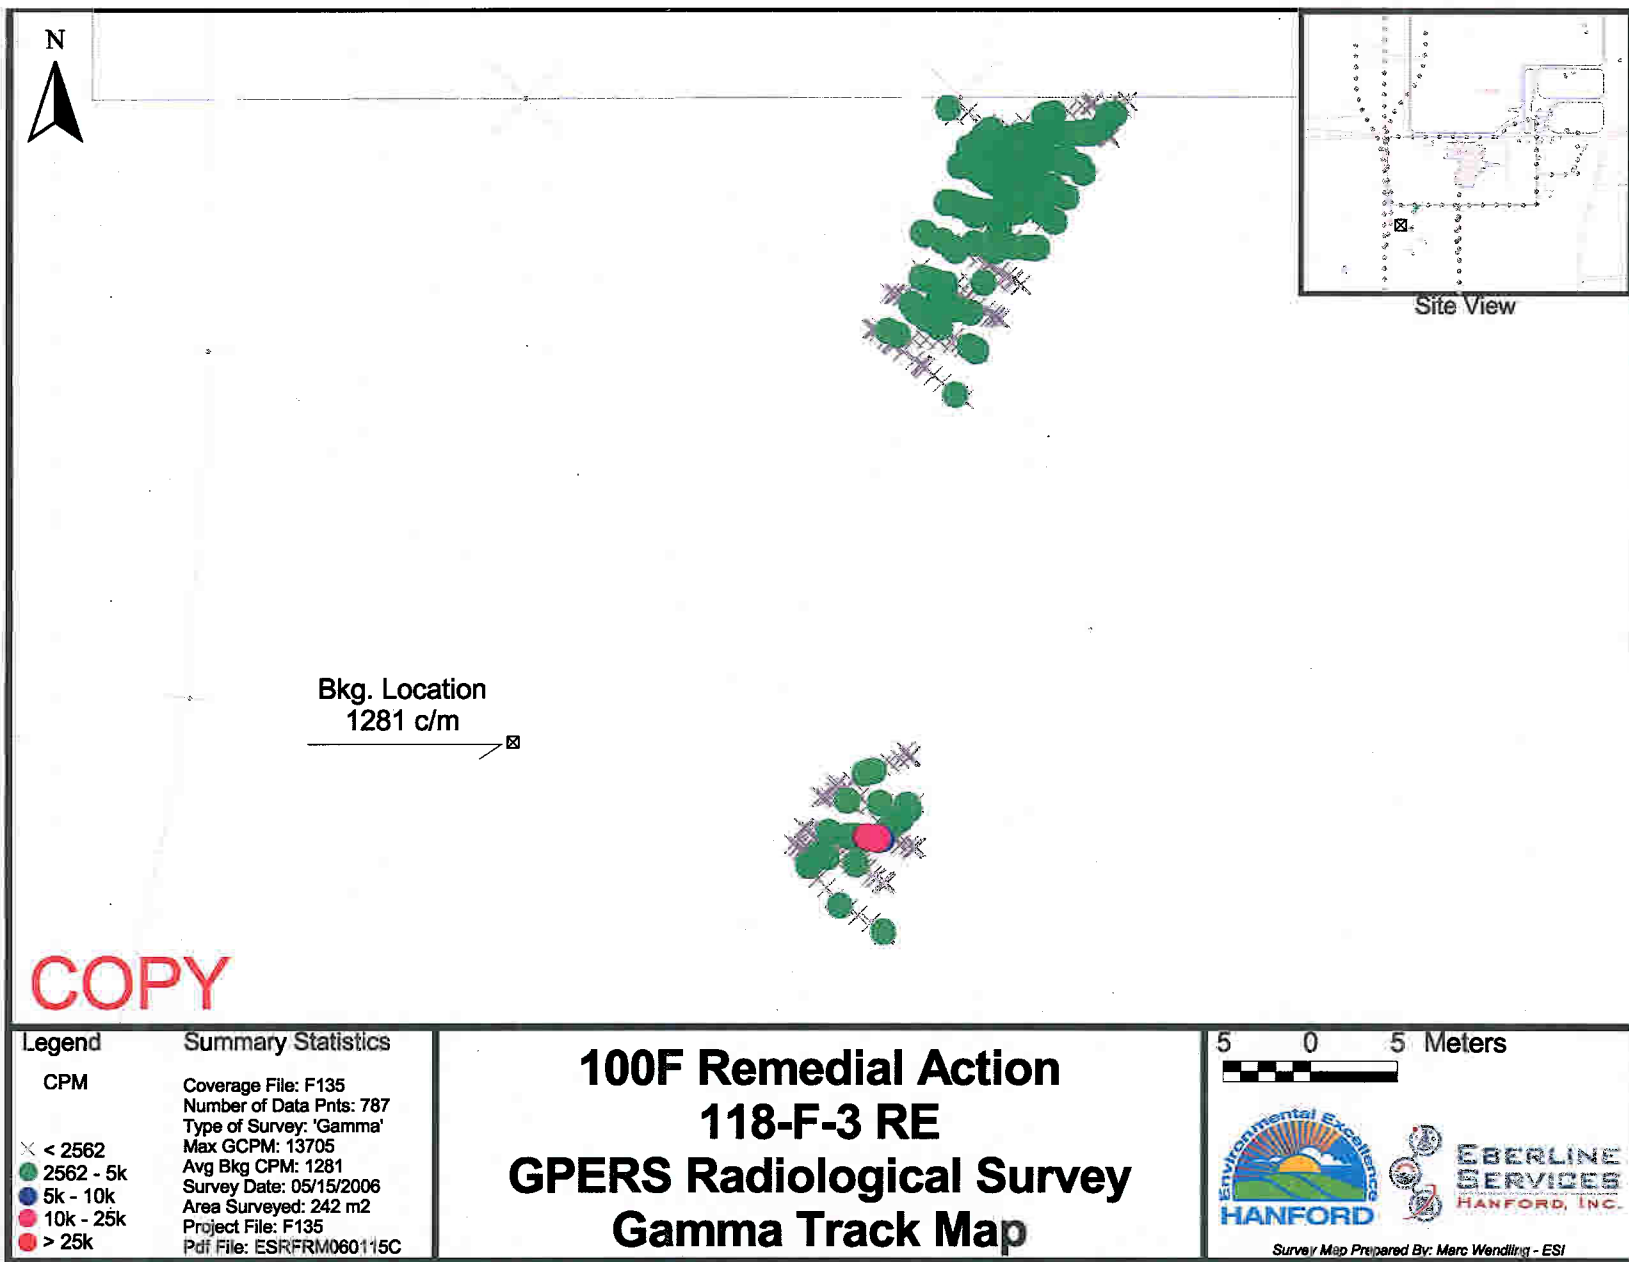 N
Site View
Bkg. Location
1281 c/m
COPY
Legend
CPM
< 2562
2562 - 5k
5k - 10k
10k - 25k
> 25k
Summary Statistics
Coverage File: F135
Number of Data Pnts: 787
Type of Survey: 'Gamma'
Max GCPM: 13705
Avg Bkg CPM: 1281
Survey Date: 05/15/2006
Area Surveyed: 242 m2
Project File: F135
Pdf File: ESRFRM060115C
100F Remedial Action
118-F-3 RE
GPERS Radiological Survey
Gamma Track Map
5 0 5 Meters
Environmental Excellence
HANFORD
EBERLINE
SERVICES
HANFORD, INC.
Survey Map Prepared By: Marc Wendling - ESI